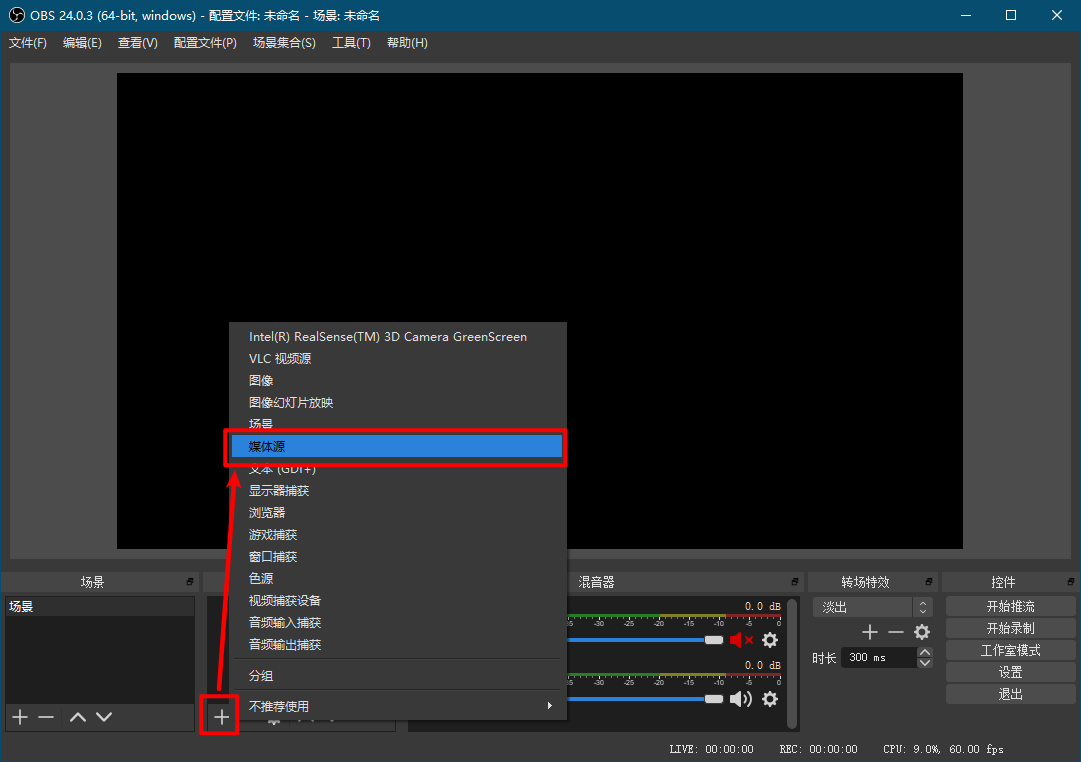 OBS 24.0.3 (64-bit, windows) - 配置文件: 未命名 - 场景: 未命名
文件(F) 编辑(E) 查看(V) 配置文件(P) 场景集合(S) 工具(T) 帮助(H)
Intel(R) RealSense(TM) 3D Camera GreenScreen
VLC 视频源
图像
图像幻灯片放映
场景
媒体源
文本 (GDI+)
显示器捕获
浏览器
游戏捕获
窗口捕获
色源
视频捕获设备
音频输入捕获
音频输出捕获
分组
不推荐使用
场景
场景
混音器
0.0 dB
-30 -25 -20 -15 -10 -5 0
0.0 dB
-30 -25 -20 -15 -10 -5 0
转场特效
淡出
时长 300 ms
控件
开始推流
开始录制
工作室模式
设置
退出
LIVE: 00:00:00 REC: 00:00:00 CPU: 9.0%, 60.00 fps